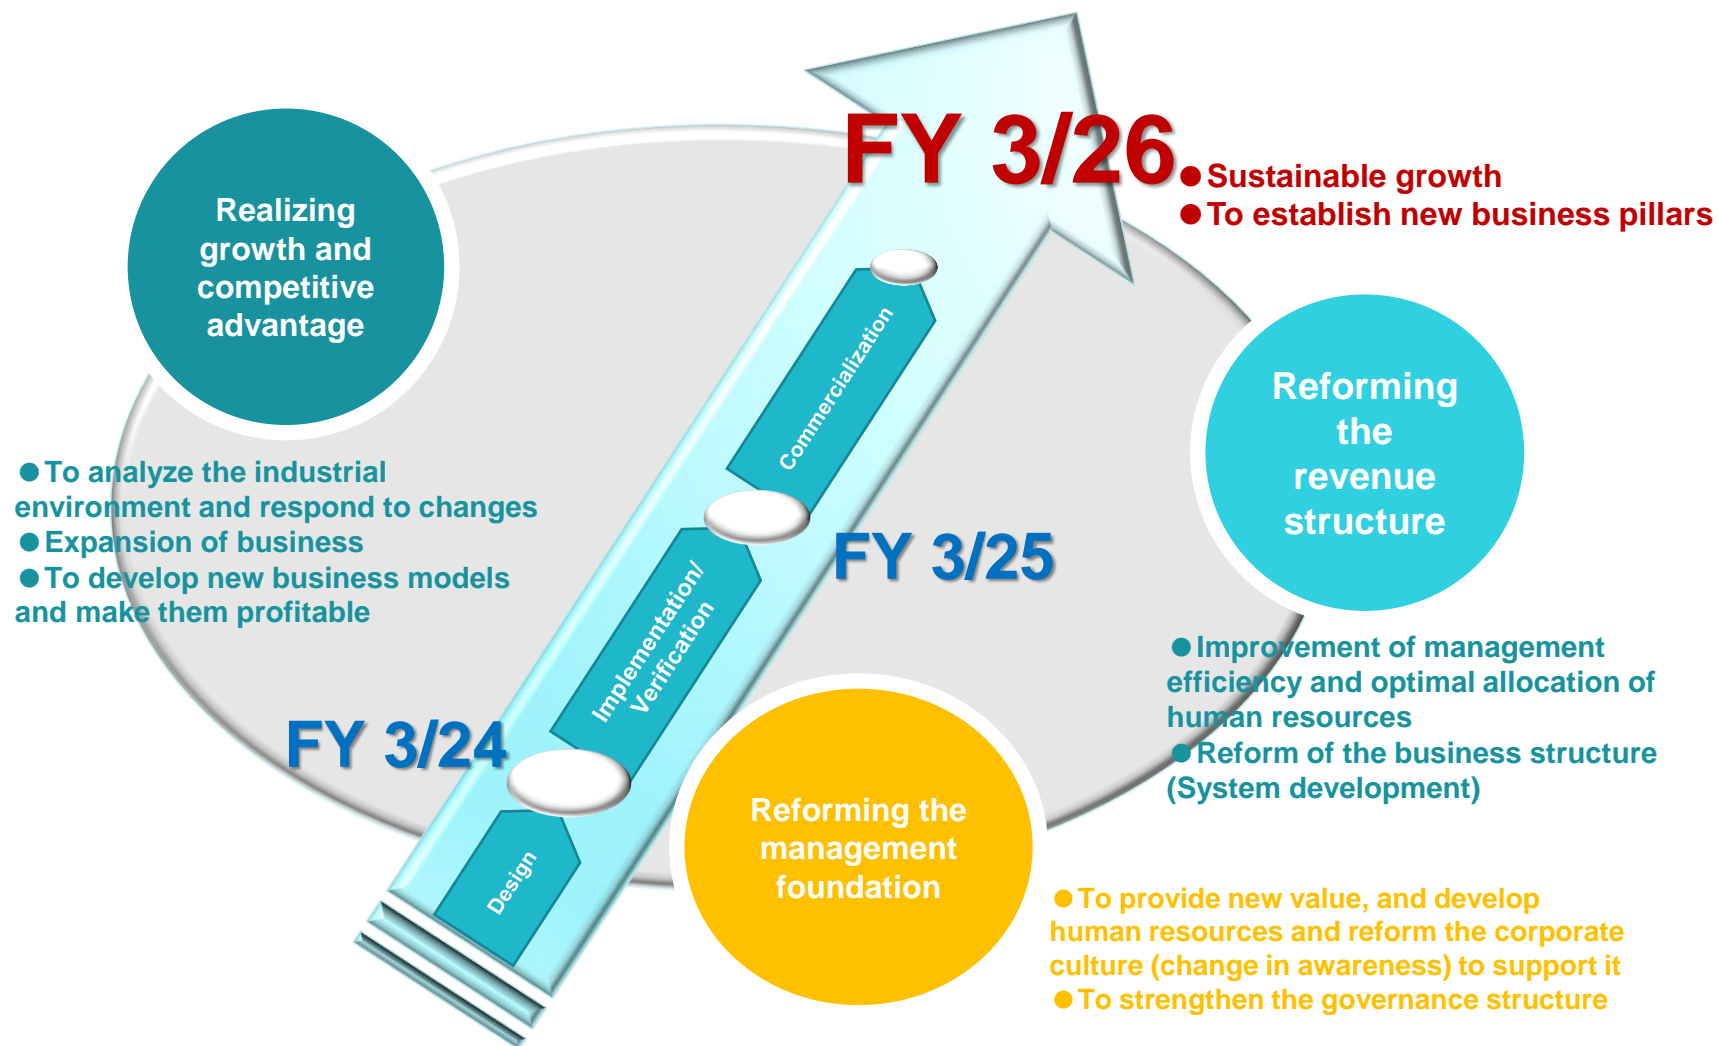 FY 3/26
●Sustainable growth
●To establish new business pillars
Realizing
growth and
competitive
advantage
●To analyze the industrial
environment and respond to changes
●Expansion of business
●To develop new business models
and make them profitable
Commercialization
FY 3/25
Implementation/
Verification
FY 3/24
Design
Reforming
the
revenue
structure
●Improvement of management
efficiency and optimal allocation of
human resources
●Reform of the business structure
(System development)
Reforming the
management
foundation
●To provide new value, and develop
human resources and reform the corporate
culture (change in awareness) to support it
●To strengthen the governance structure